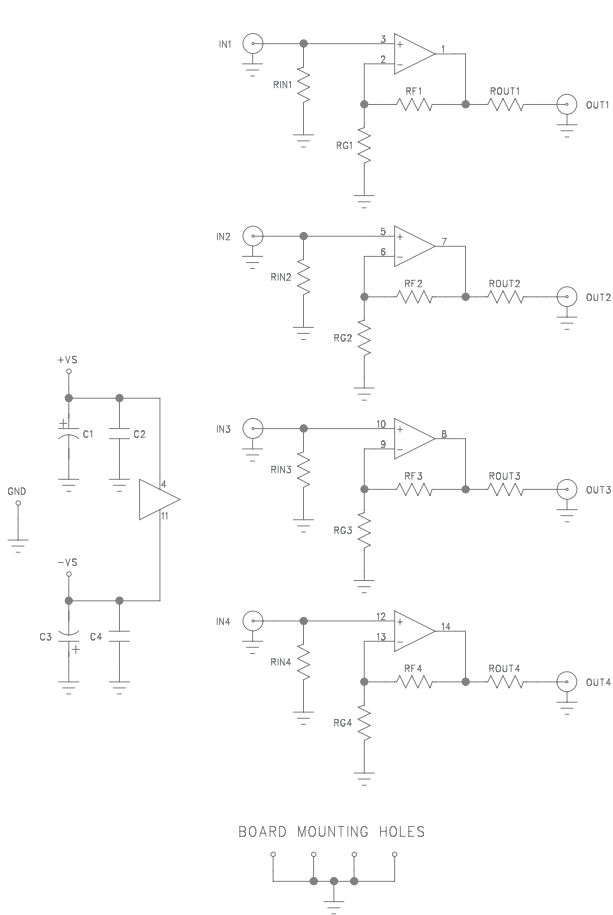 IN1
3
+
1
2
−
RIN1
RF1
ROUT1
OUT1
RG1
IN2
5
+
7
6
−
RIN2
RF2
ROUT2
OUT2
RG2
+VS
+
C1
C2
IN3
10
+
8
9
−
RIN3
RF3
ROUT3
OUT3
RG3
4
11
GND
−VS
C3
C4
+
IN4
12
+
14
13
−
RIN4
RF4
ROUT4
OUT4
RG4
BOARD MOUNTING HOLES